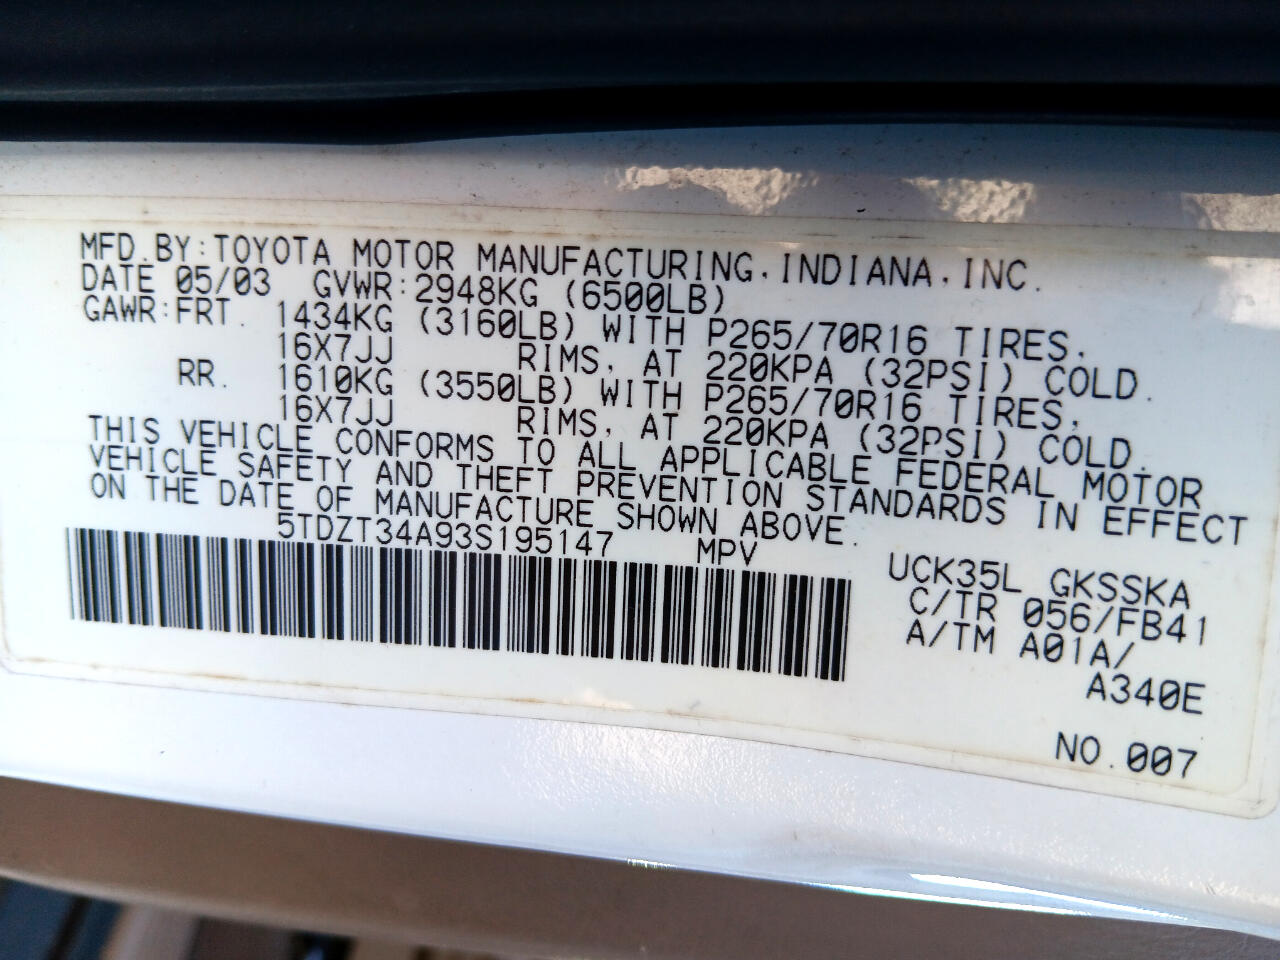 MFD.BY:TOYOTA MOTOR MANUFACTURING,INDIANA,INC.
DATE 05/03 GVWR:2948KG (6500LB)
GAWR:FRT. 1434KG (3160LB) WITH P265/70R16 TIRES,
16X7JJ RIMS, AT 220KPA (32PSI) COLD.
RR. 1610KG (3550LB) WITH P265/70R16 TIRES,
16X7JJ RIMS, AT 220KPA (32PSI) COLD.
THIS VEHICLE CONFORMS TO ALL APPLICABLE FEDERAL MOTOR
VEHICLE SAFETY AND THEFT PREVENTION STANDARDS IN EFFECT
ON THE DATE OF MANUFACTURE SHOWN ABOVE.
5TDZT34A93S195147 MPV
UCK35L GKSSKA
C/TR 056/FB41
A/TM A01A/
A340E
NO.007